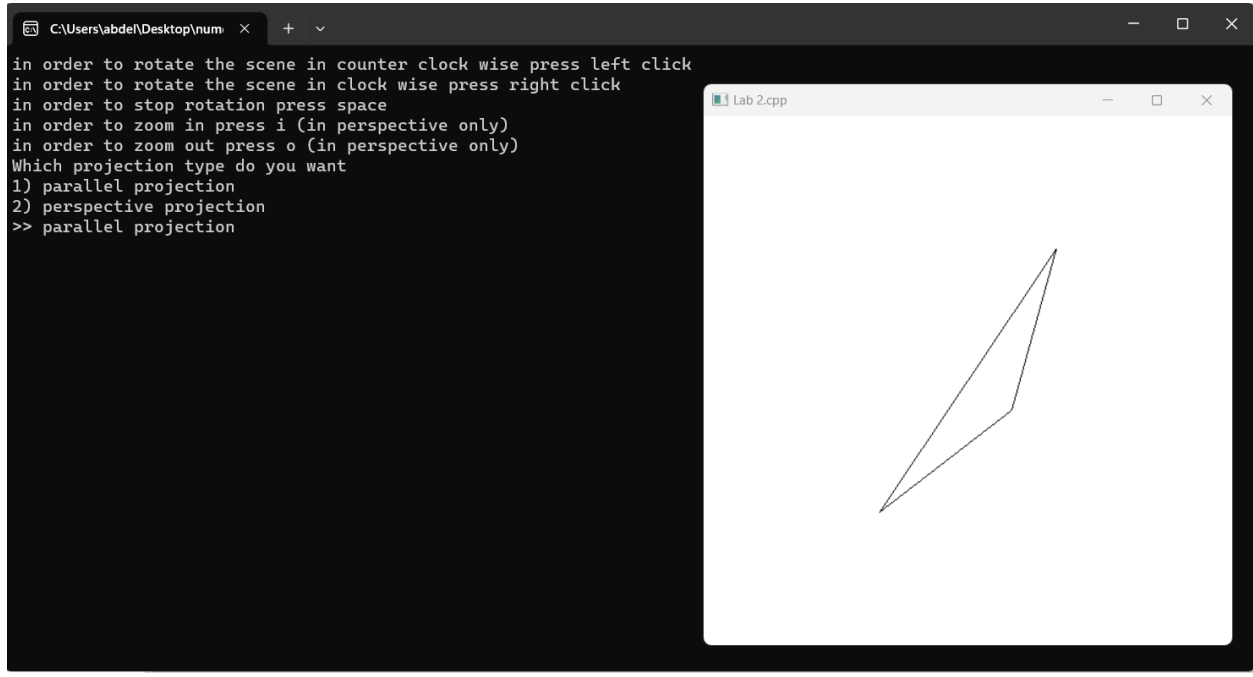 C:\Users\abdel\Desktop\num
in order to rotate the scene in counter clock wise press left click
in order to rotate the scene in clock wise press right click
in order to stop rotation press space
in order to zoom in press i (in perspective only)
in order to zoom out press o (in perspective only)
Which projection type do you want
1) parallel projection
2) perspective projection
>> parallel projection
Lab 2.cpp